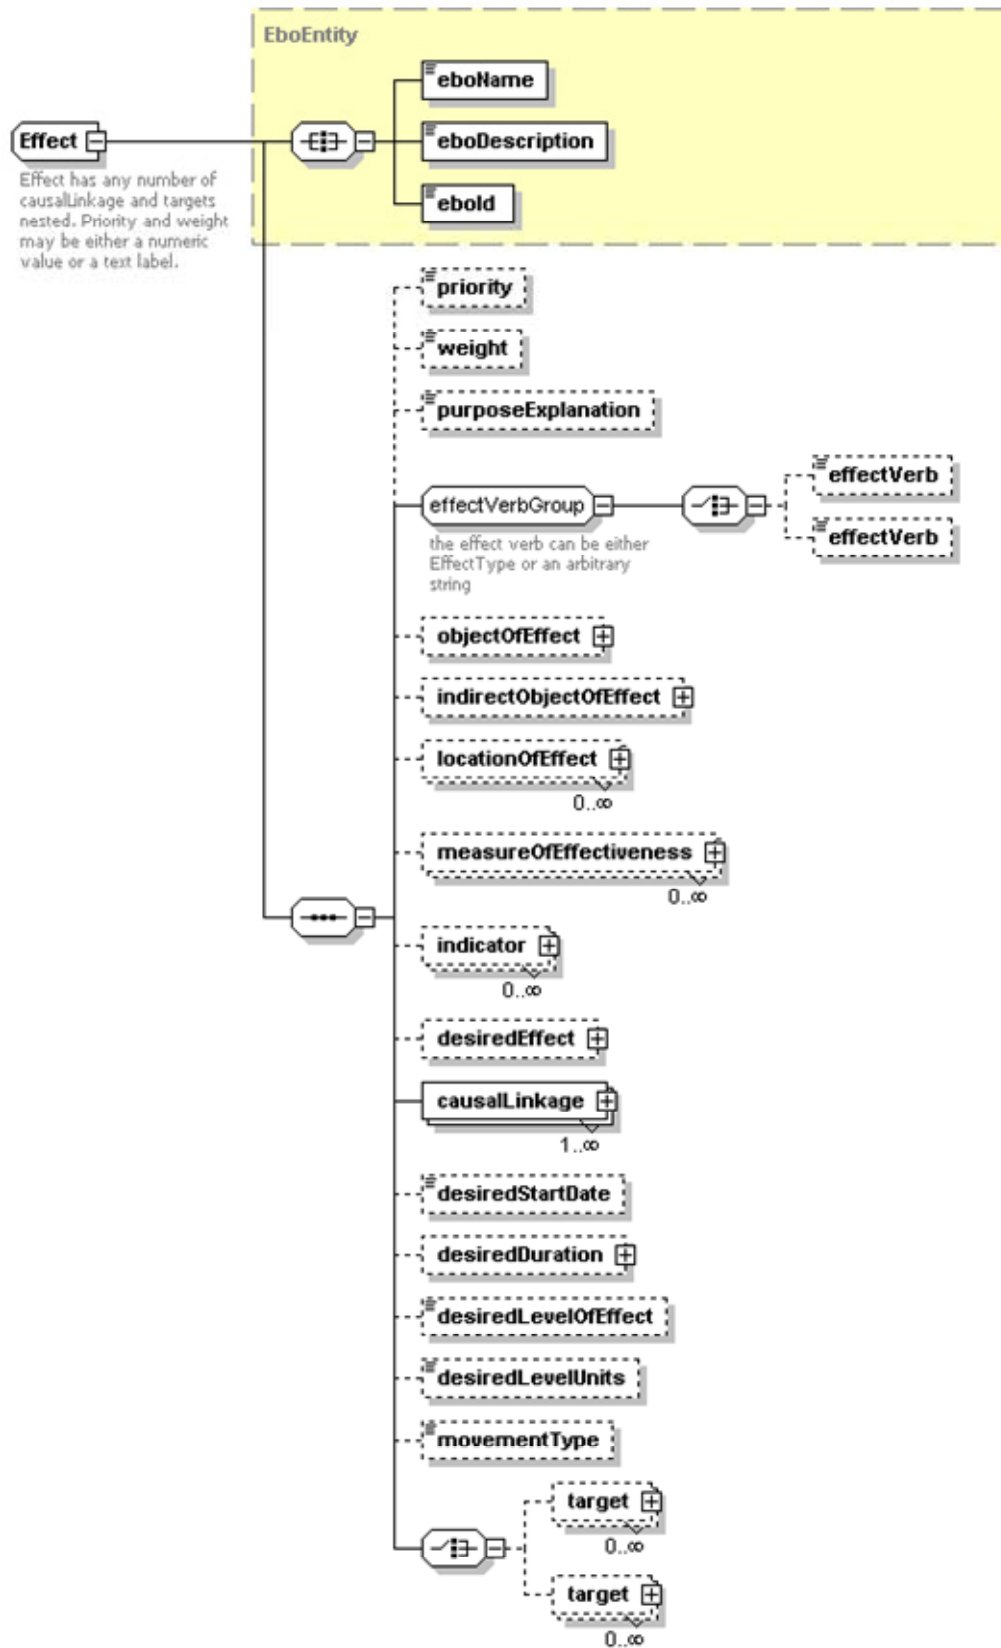 EboEntity
eboName
Effect
eboDescription
eboId
Effect has any number of
causalLinkage and targets
nested. Priority and weight
may be either a numeric
value or a text label.
priority
weight
purposeExplanation
effectVerbGroup
effectVerb
effectVerb
the effect verb can be either
EffectType or an arbitrary
string
objectOfEffect
indirectObjectOfEffect
locationOfEffect
0..∞
measureOfEffectiveness
0..∞
indicator
0..∞
desiredEffect
causalLinkage
1..∞
desiredStartDate
desiredDuration
desiredLevelOfEffect
desiredLevelUnits
movementType
target
0..∞
target
0..∞